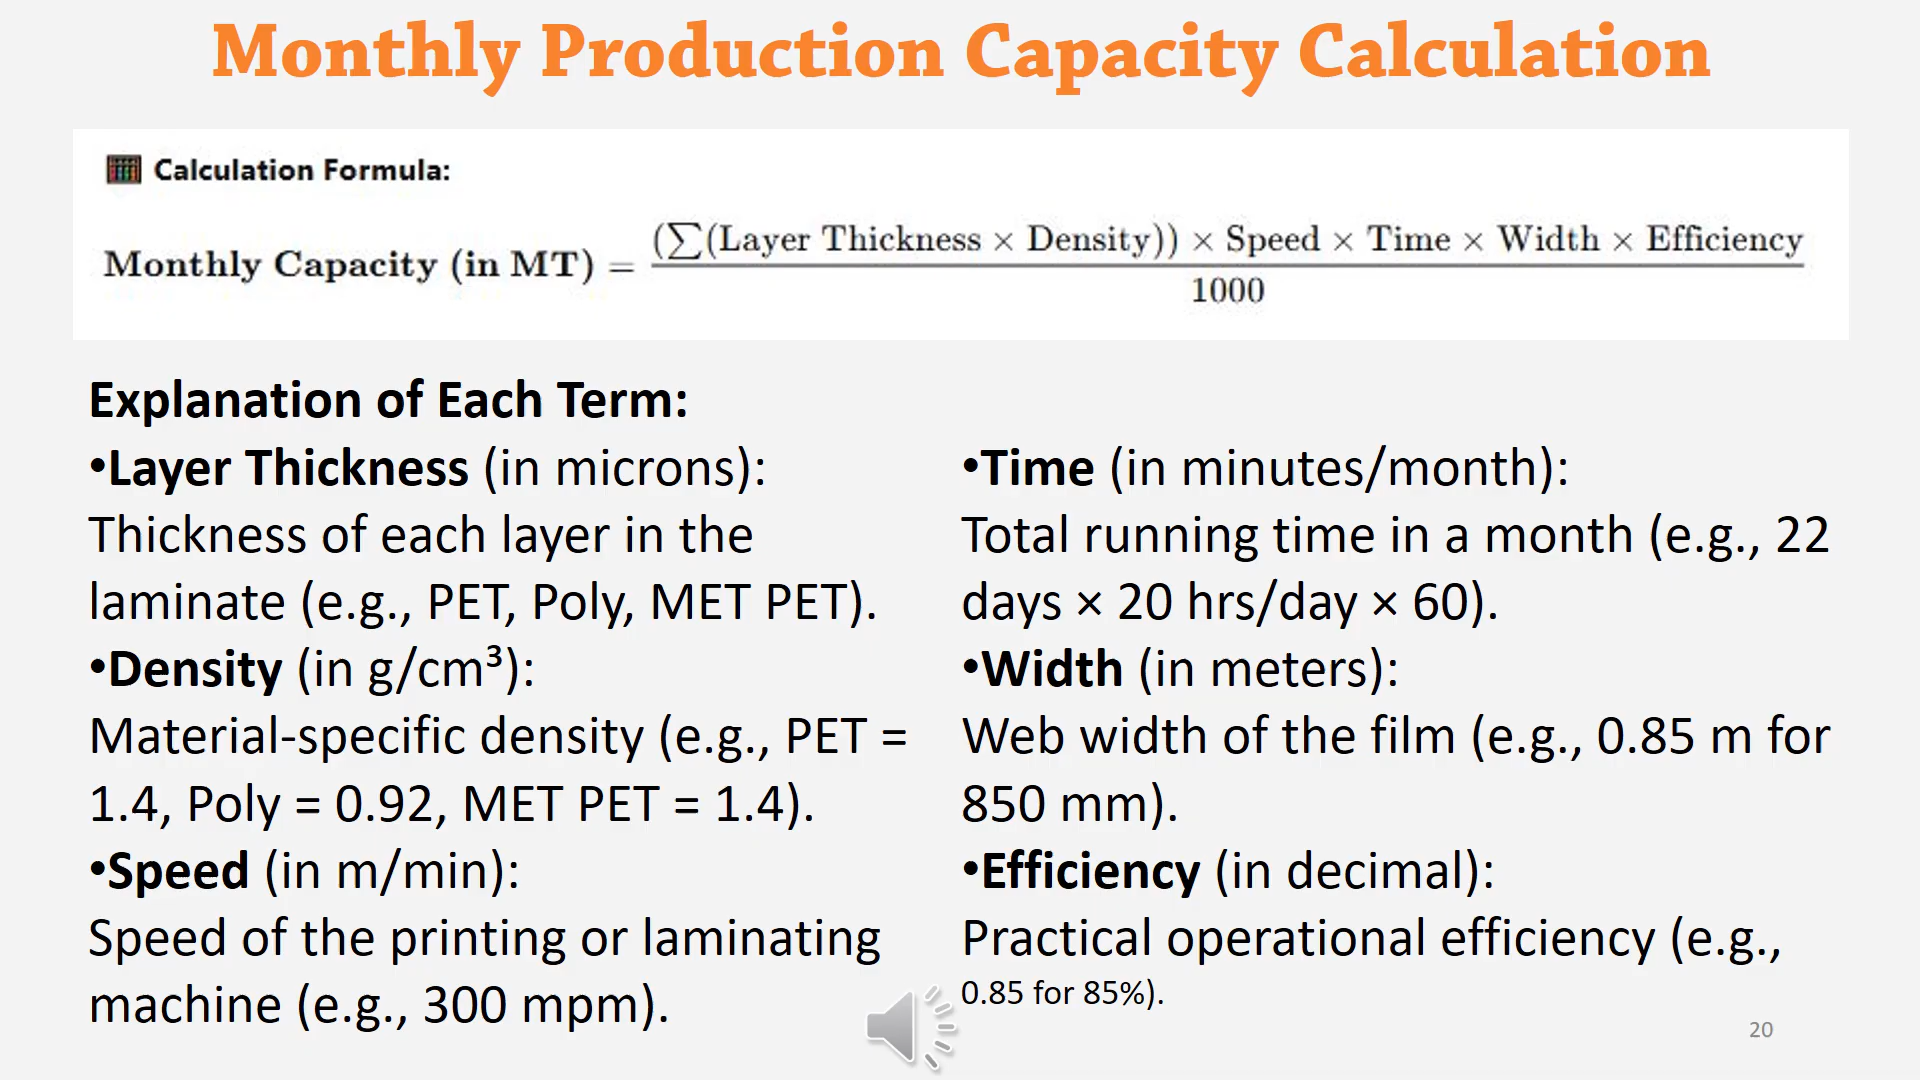 Monthly Production Capacity Calculation
Calculation Formula:
Monthly Capacity (in MT) = (∑(Layer Thickness × Density)) × Speed × Time × Width × Efficiency
1000
Explanation of Each Term:
•Layer Thickness (in microns):
Thickness of each layer in the
laminate (e.g., PET, Poly, MET PET).
•Density (in g/cm³):
Material-specific density (e.g., PET =
1.4, Poly = 0.92, MET PET = 1.4).
•Speed (in m/min):
Speed of the printing or laminating
machine (e.g., 300 mpm).
•Time (in minutes/month):
Total running time in a month (e.g., 22
days × 20 hrs/day × 60).
•Width (in meters):
Web width of the film (e.g., 0.85 m for
850 mm).
•Efficiency (in decimal):
Practical operational efficiency (e.g.,
0.85 for 85%).
20